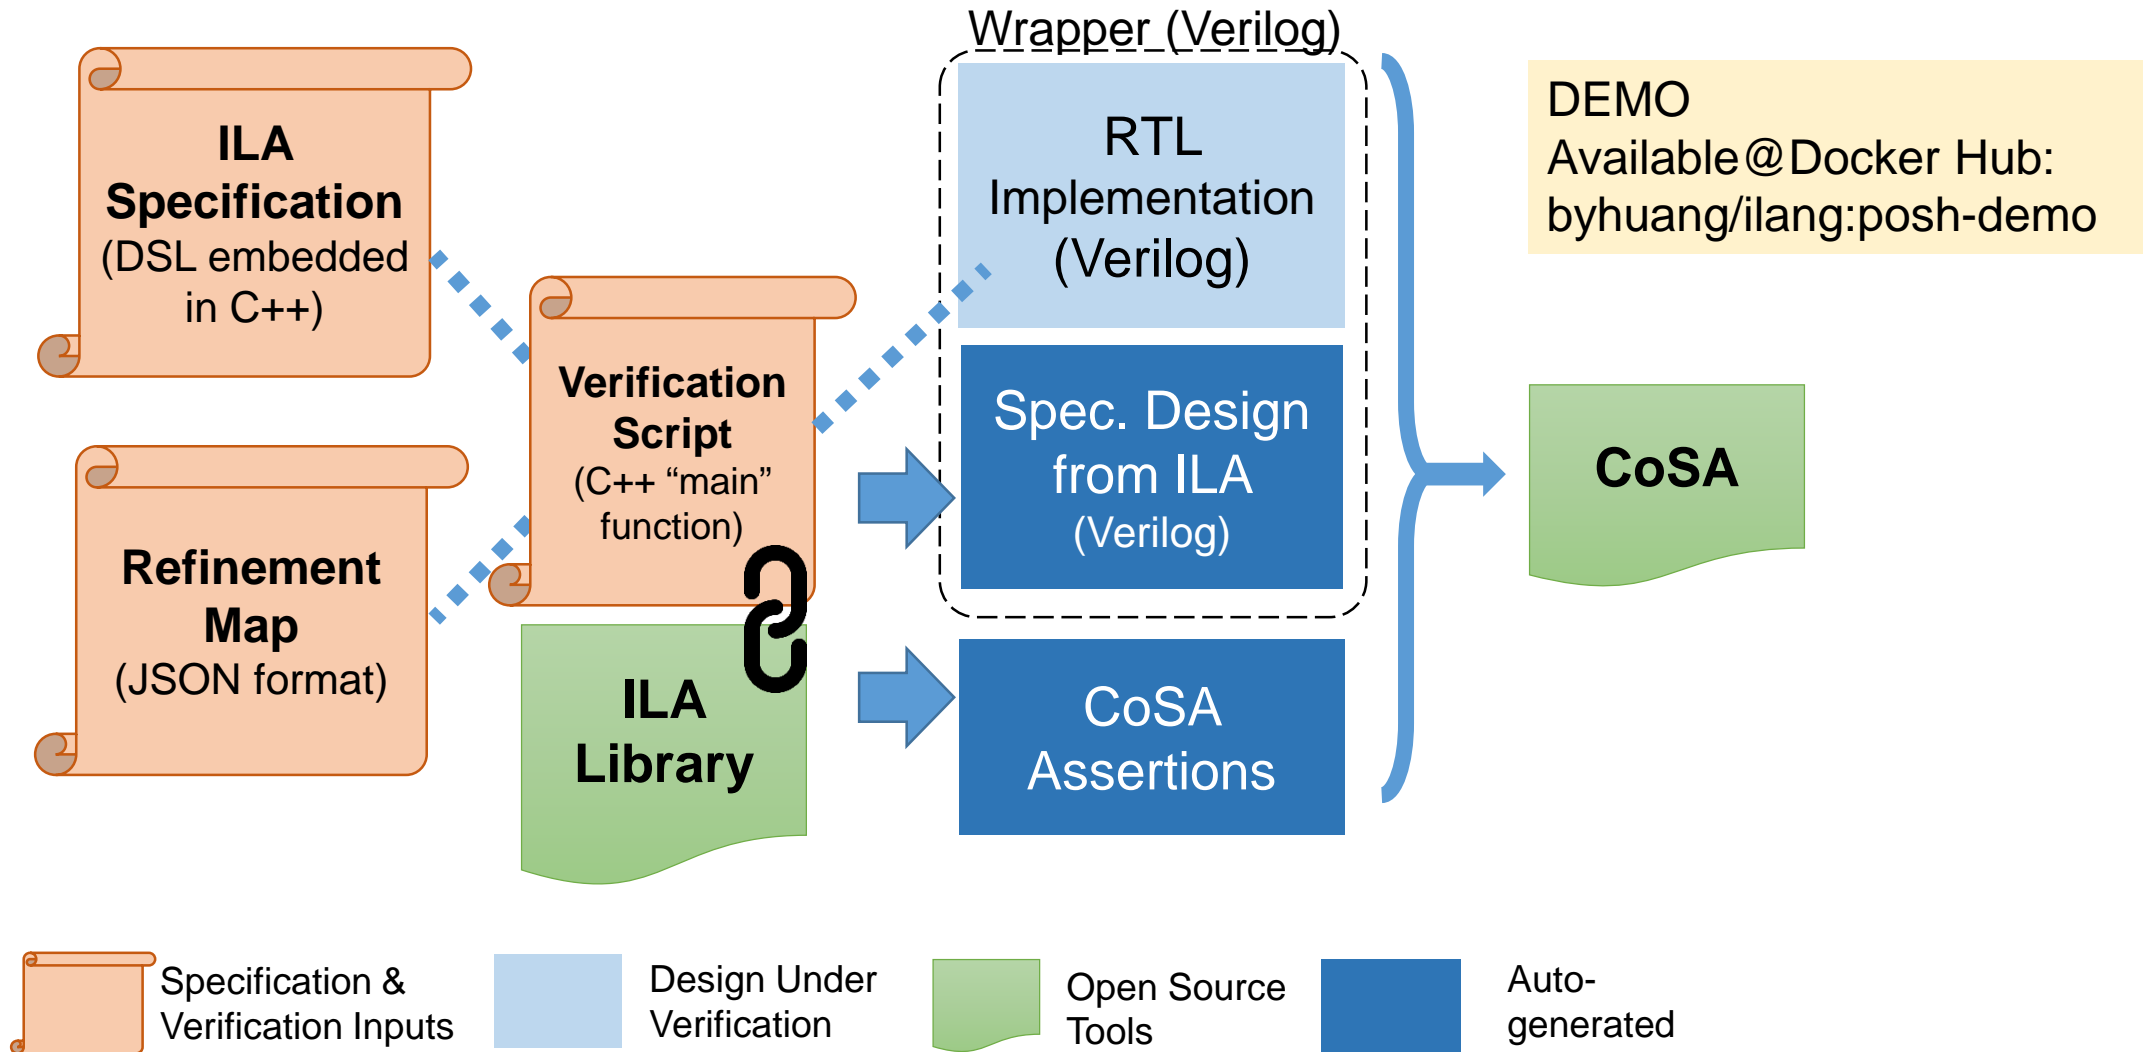 Wrapper (Verilog)
ILA
Specification
(DSL embedded
in C++)
Refinement
Map
(JSON format)
Verification
Script
(C++ “main”
function)
ILA
Library
RTL
Implementation
(Verilog)
Spec. Design
from ILA
(Verilog)
CoSA
Assertions
DEMO
Available@Docker Hub:
byhuang/ilang:posh-demo
CoSA
Specification &
Verification Inputs
Design Under
Verification
Open Source
Tools
Auto-
generated